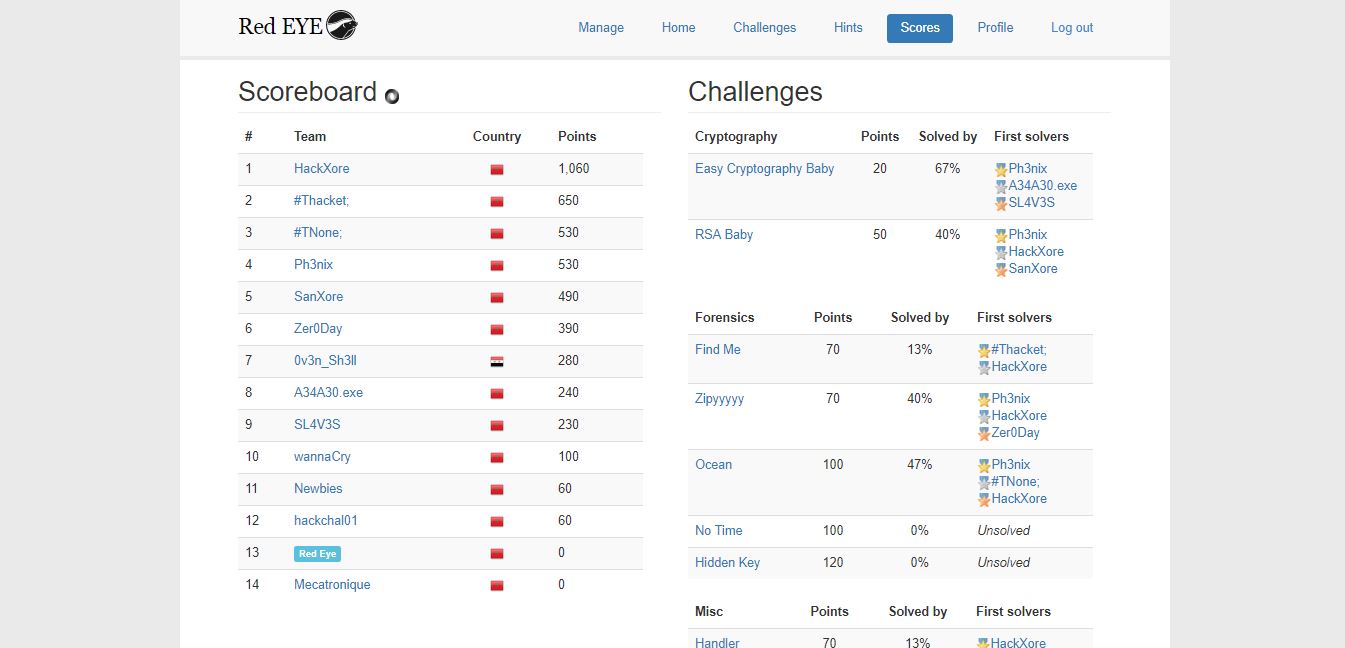 Red EYE
Manage Home Challenges Hints Scores Profile Log out
Scoreboard
# Team Country Points
1 HackXore 1,060
2 #Thacket; 650
3 #TNone; 530
4 Ph3nix 530
5 SanXore 490
6 Zer0Day 390
7 0v3n_Sh3ll 280
8 A34A30.exe 240
9 SL4V3S 230
10 wannaCry 100
11 Newbies 60
12 hackchal01 60
13 Red Eye 0
14 Mecatronique 0
Challenges
Cryptography Points Solved by First solvers
Easy Cryptography Baby 20 67% Ph3nix
A34A30.exe
SL4V3S
RSA Baby 50 40% Ph3nix
HackXore
SanXore
Forensics Points Solved by First solvers
Find Me 70 13% #Thacket;
HackXore
Zipyyyyy 70 40% Ph3nix
HackXore
Zer0Day
Ocean 100 47% Ph3nix
#TNone;
HackXore
No Time 100 0% Unsolved
Hidden Key 120 0% Unsolved
Misc Points Solved by First solvers
Handler 70 13% HackXore